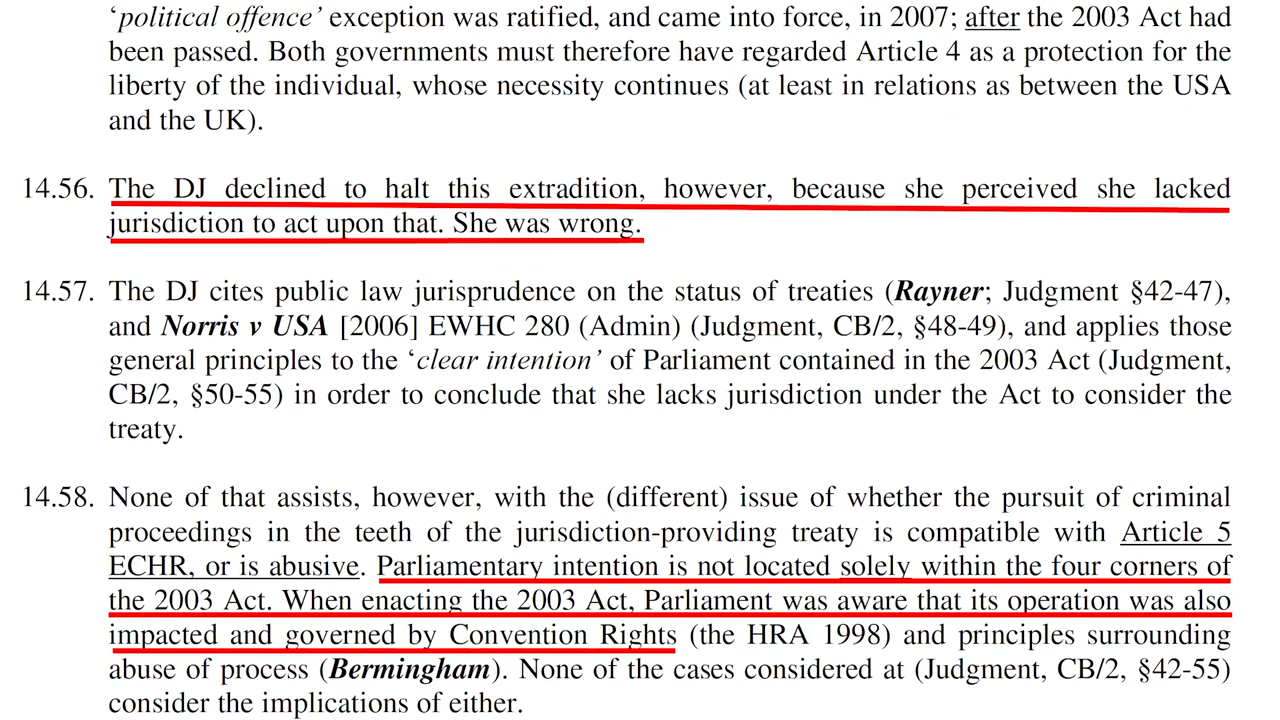 ‘political offence’ exception was ratified, and came into force, in 2007; after the 2003 Act had
been passed. Both governments must therefore have regarded Article 4 as a protection for the
liberty of the individual, whose necessity continues (at least in relations as between the USA
and the UK).
14.56. The DJ declined to halt this extradition, however, because she perceived she lacked
jurisdiction to act upon that. She was wrong.
14.57. The DJ cites public law jurisprudence on the status of treaties (Rayner; Judgment §42-47),
and Norris v USA [2006] EWHC 280 (Admin) (Judgment, CB/2, §48-49), and applies those
general principles to the ‘clear intention’ of Parliament contained in the 2003 Act (Judgment,
CB/2, §50-55) in order to conclude that she lacks jurisdiction under the Act to consider the
treaty.
14.58. None of that assists, however, with the (different) issue of whether the pursuit of criminal
proceedings in the teeth of the jurisdiction-providing treaty is compatible with Article 5
ECHR, or is abusive. Parliamentary intention is not located solely within the four corners of
the 2003 Act. When enacting the 2003 Act, Parliament was aware that its operation was also
impacted and governed by Convention Rights (the HRA 1998) and principles surrounding
abuse of process (Bermingham). None of the cases considered at (Judgment, CB/2, §42-55)
consider the implications of either.